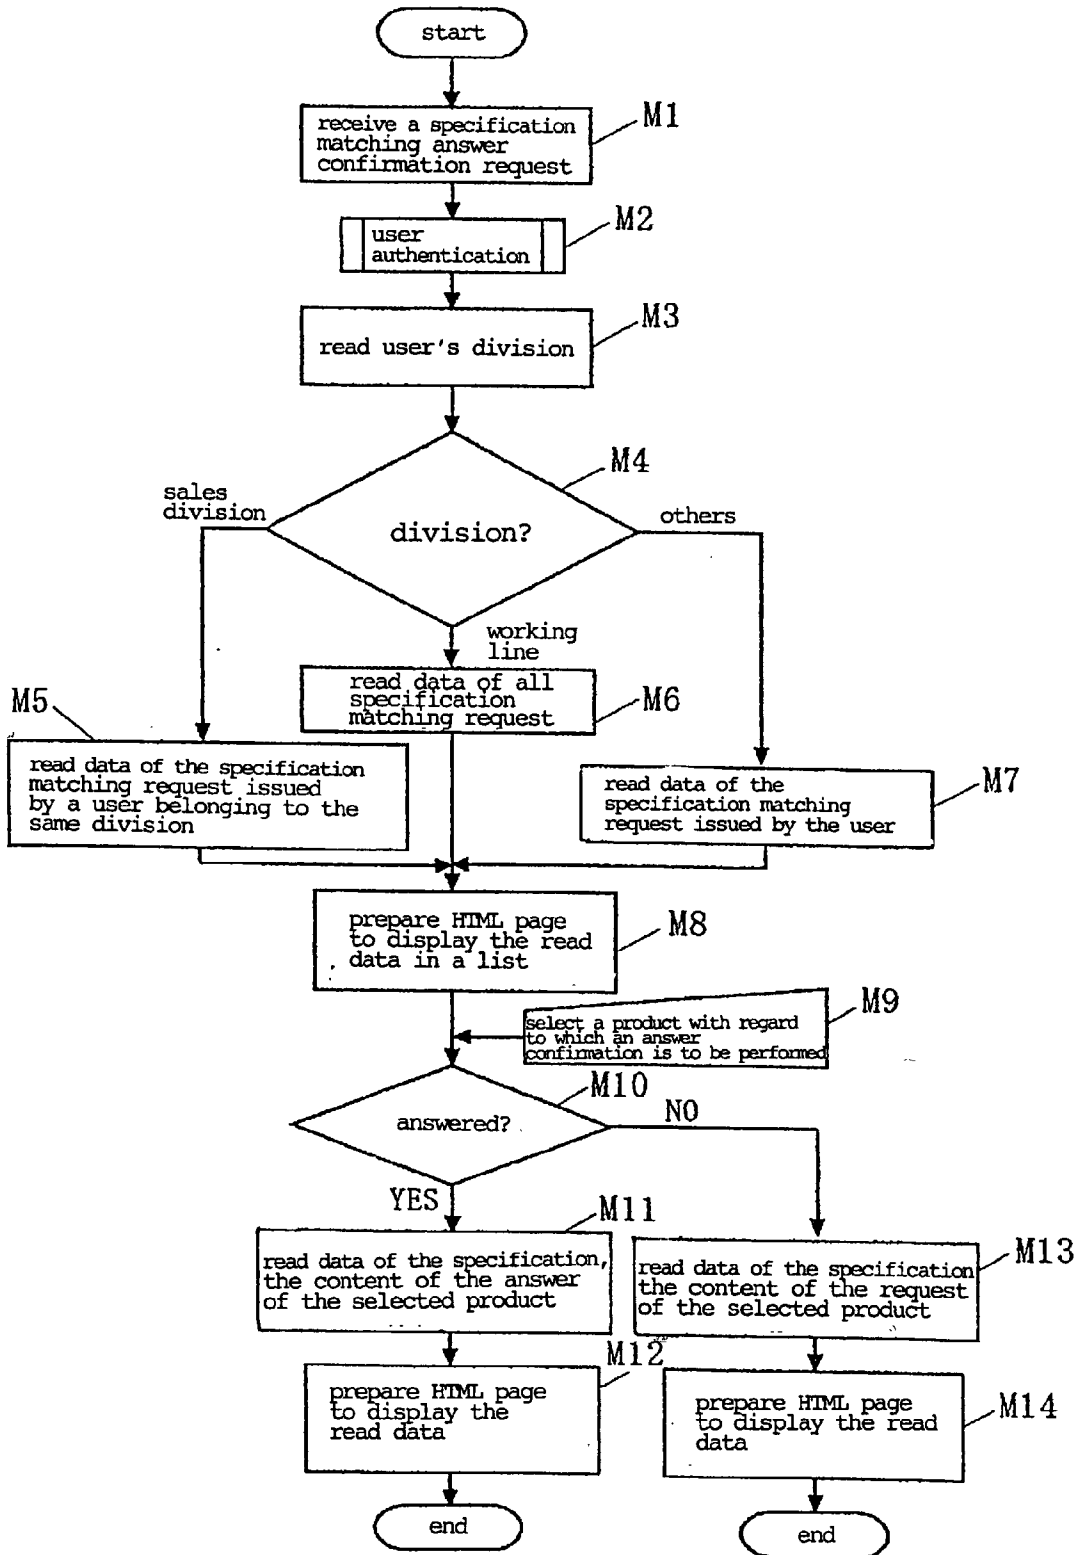 start
M1
receive a specification
matching answer
confirmation request
M2
user
authentication
M3
read user's division
M4
sales
division
division?
others
working
line
M5
read data of all
specification
matching request
M6
read data of the specification
matching request issued
by a user belonging to the
same division
read data of the
specification matching
request issued by the user
M7
prepare HTML page
to display the read
data in a list
M8
M9
select a product with regard
to which an answer
confirmation is to be performed
M10
answered?
NO
YES
M11
read data of the specification,
the content of the answer
of the selected product
M13
read data of the specification
the content of the request
of the selected product
M12
prepare HTML page
to display the
read data
prepare HTML page
to display the read
data
M14
end
end